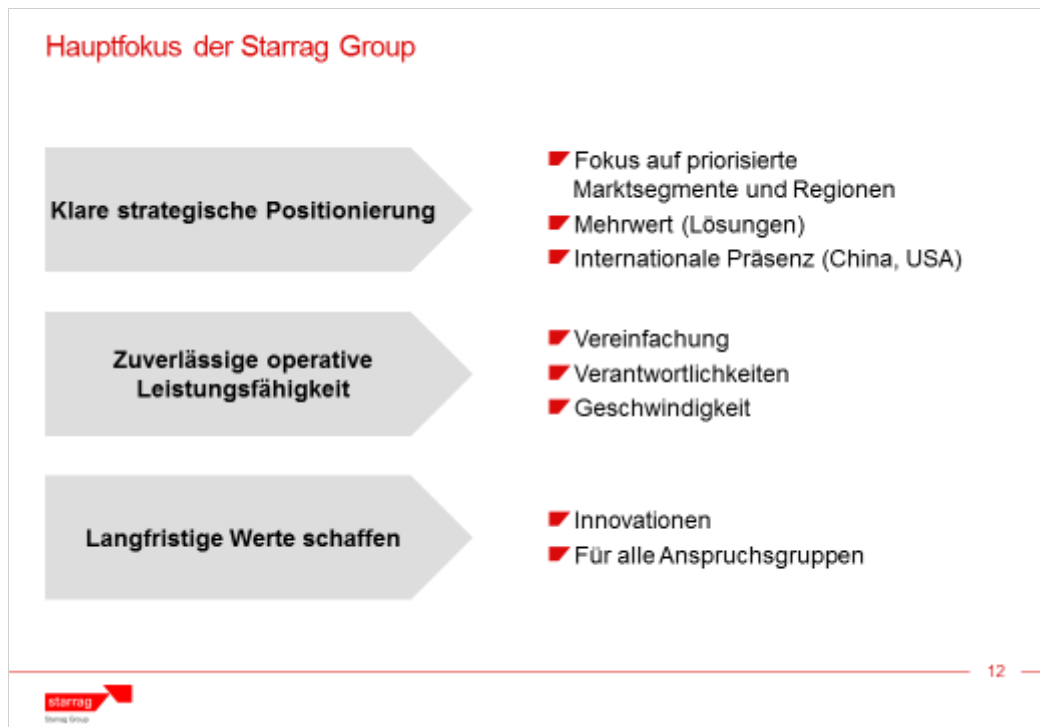 Hauptfokus der Starrag Group
Klare strategische Positionierung
Fokus auf priorisierte
Marktsegmente und Regionen
Mehrwert (Lösungen)
Internationale Präsenz (China, USA)
Zuverlässige operative
Leistungsfähigkeit
Vereinfachung
Verantwortlichkeiten
Geschwindigkeit
Langfristige Werte schaffen
Innovationen
Für alle Anspruchsgruppen
12
starrag
Starrag Group